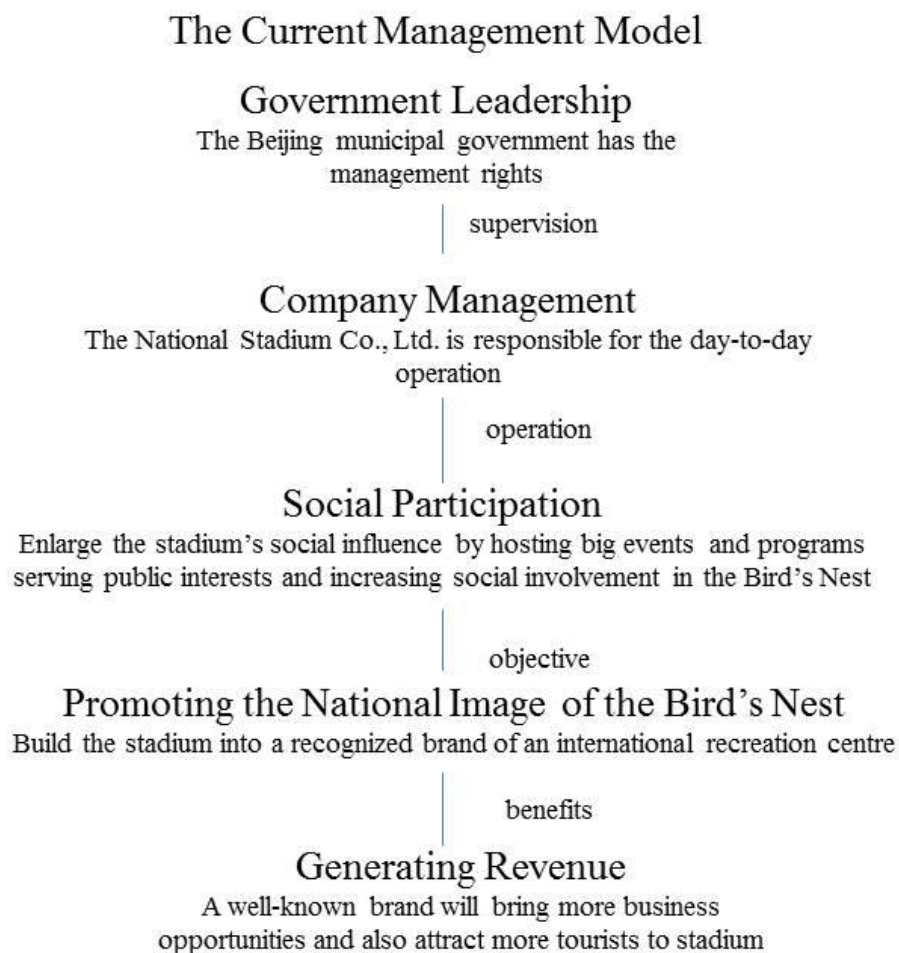 The Current Management Model
Government Leadership
The Beijing municipal government has the
management rights
supervision
Company Management
The National Stadium Co., Ltd. is responsible for the day-to-day
operation
operation
Social Participation
Enlarge the stadium's social influence by hosting big events and programs
serving public interests and increasing social involvement in the Bird's Nest
objective
Promoting the National Image of the Bird's Nest
Build the stadium into a recognized brand of an international recreation centre
benefits
Generating Revenue
A well-known brand will bring more business
opportunities and also attract more tourists to stadium